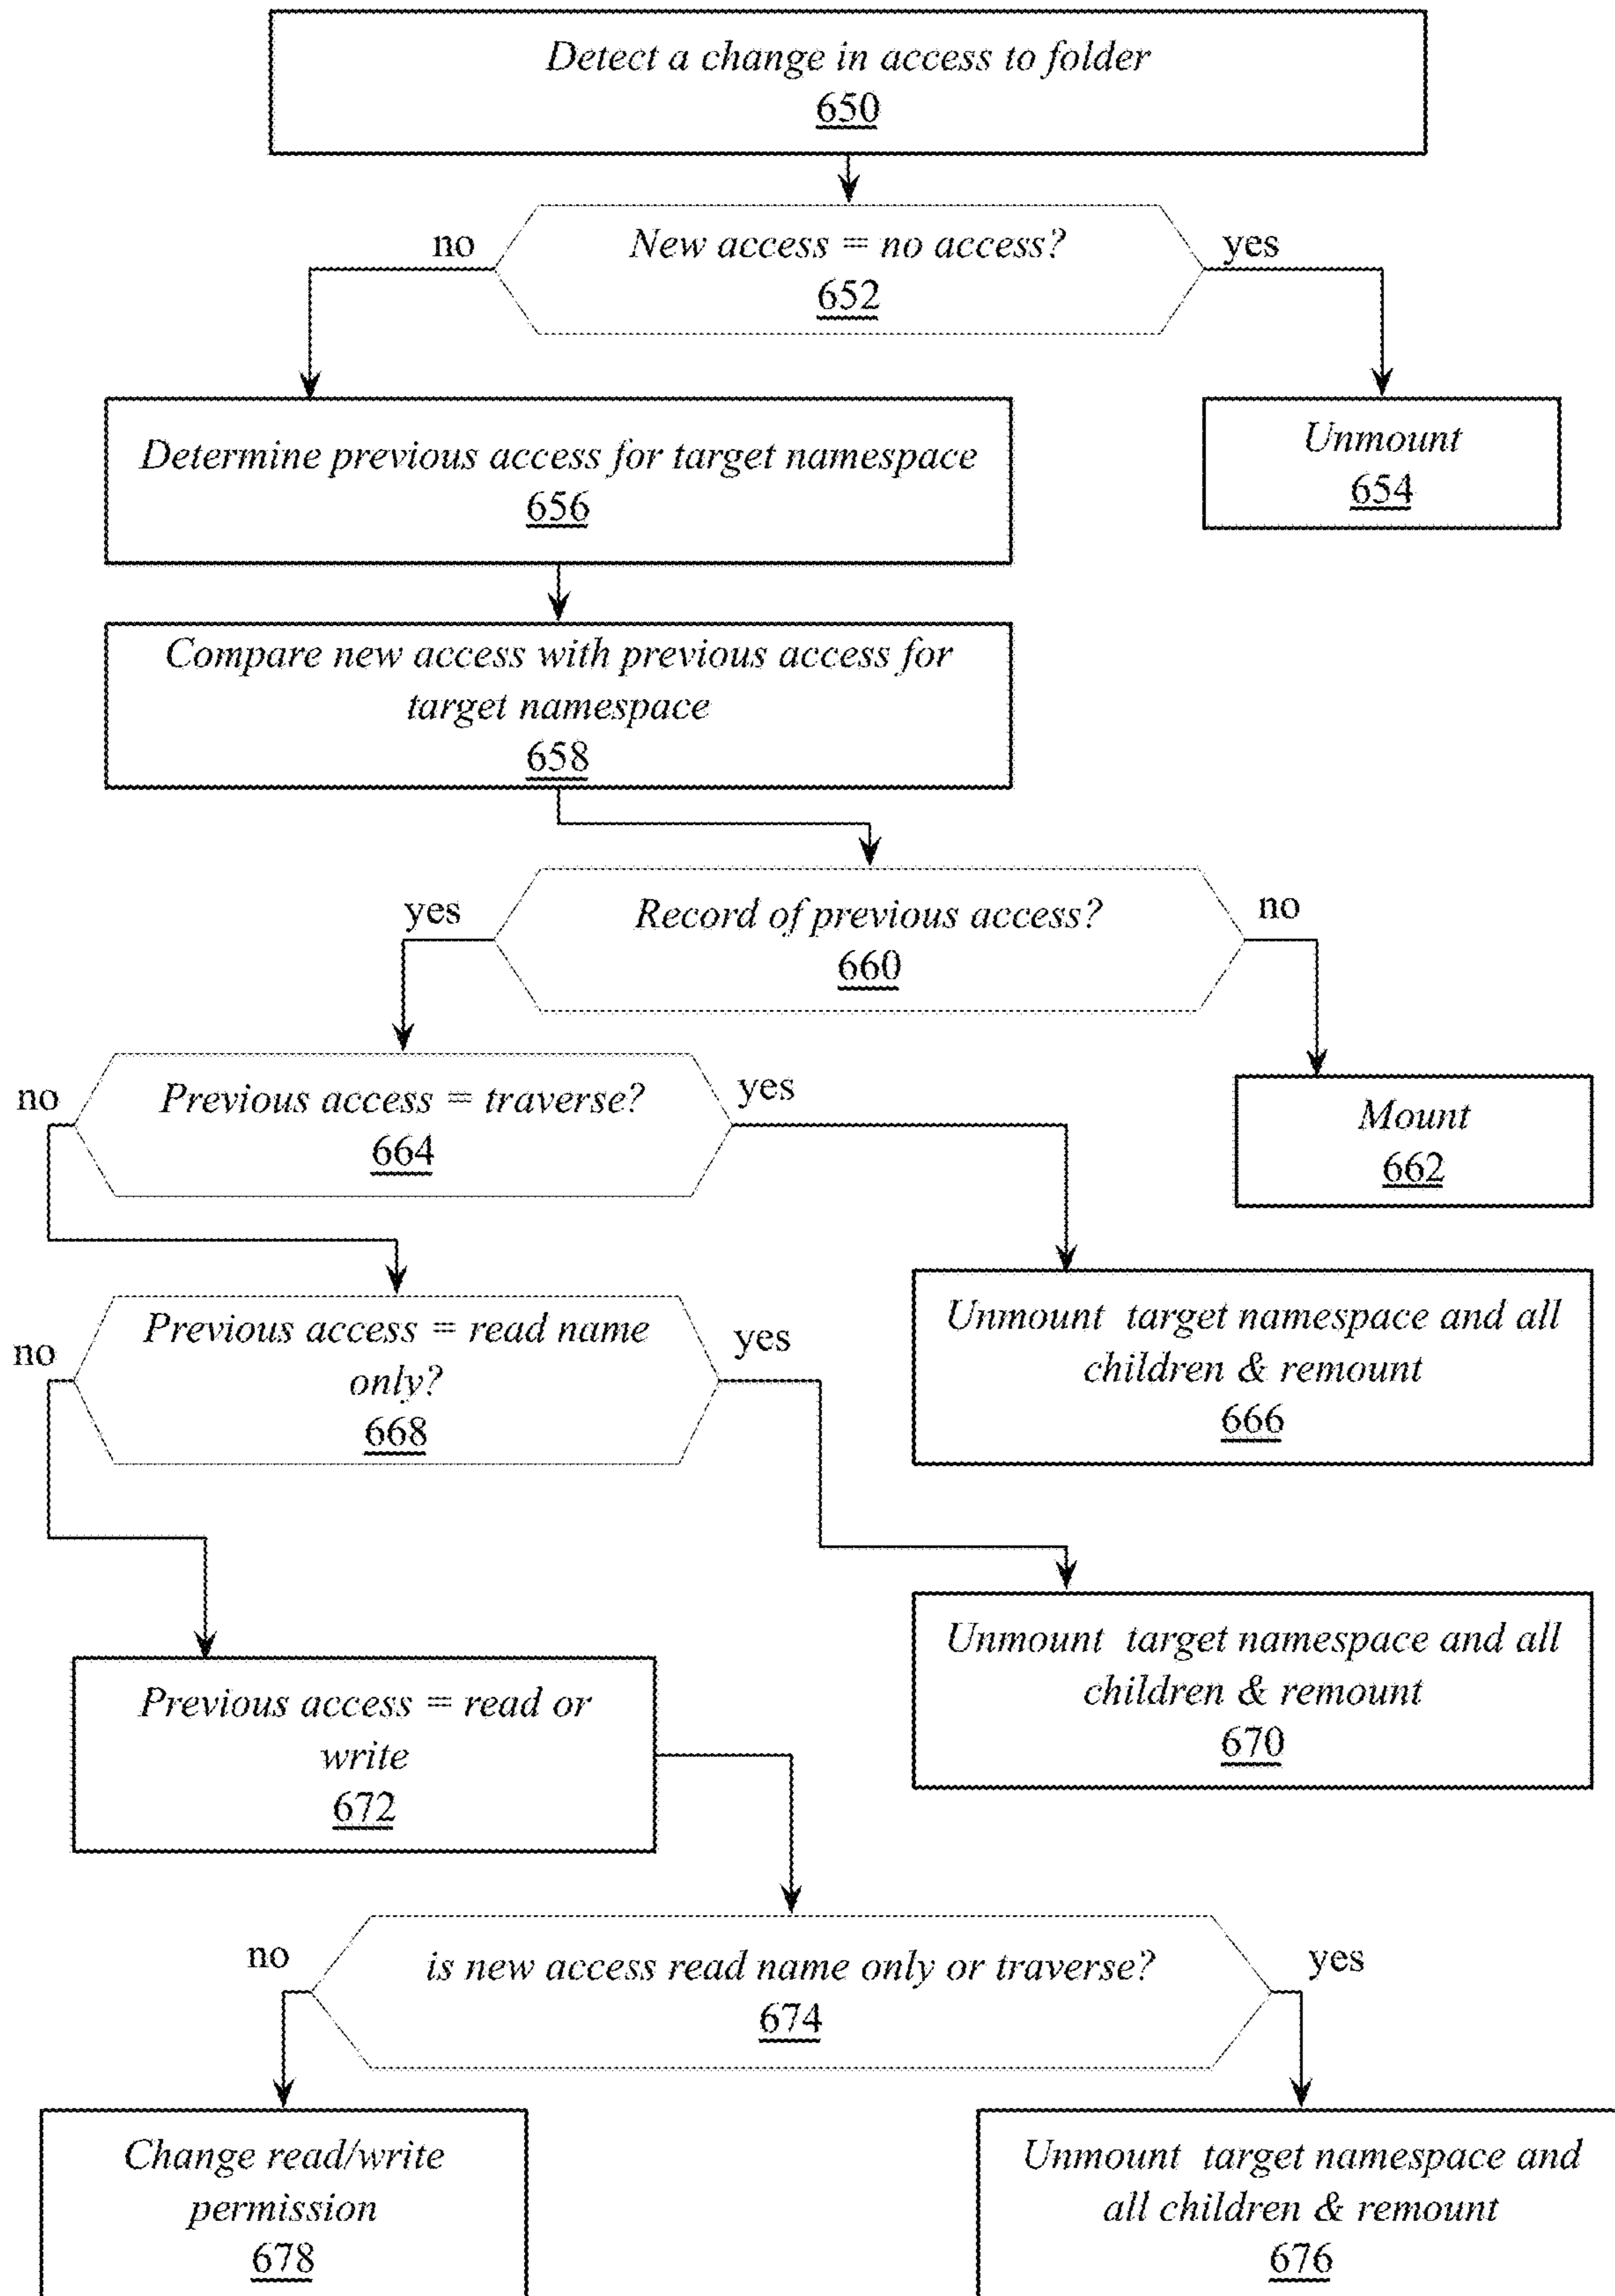 Detect a change in access to folder
650
no
New access = no access?
yes
652
Determine previous access for target namespace
656
Unmount
654
Compare new access with previous access for
target namespace
658
yes
Record of previous access?
no
660
no
Previous access = traverse?
yes
664
Mount
662
no
Previous access = read name
only?
yes
668
Unmount target namespace and all
children & remount
666
Unmount target namespace and all
children & remount
670
Previous access = read or
write
672
no
is new access read name only or traverse?
yes
674
Change read/write
permission
678
Unmount target namespace and
all children & remount
676